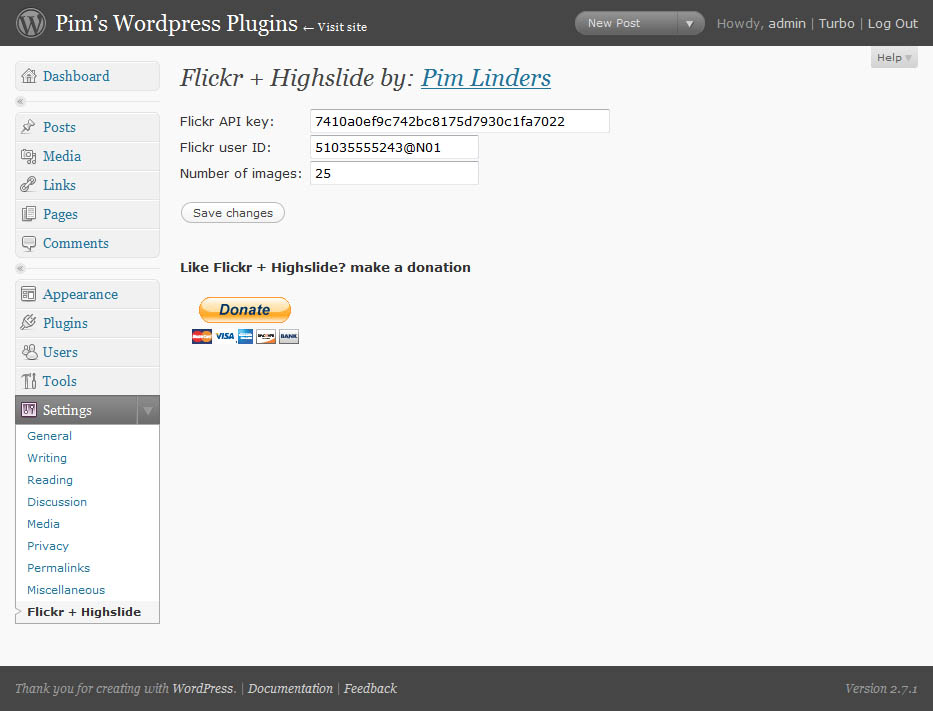 Pim's Wordpress Plugins ← Visit site
New Post
Howdy, admin | Turbo | Log Out
Help
Dashboard
Posts
Media
Links
Pages
Comments
Appearance
Plugins
Users
Tools
Settings
General
Writing
Reading
Discussion
Media
Privacy
Permalinks
Miscellaneous
Flickr + Highslide
Flickr + Highslide by: Pim Linders
Flickr API key: 7410a0ef9c742bc8175d7930c1fa7022
Flickr user ID: 51035555243@N01
Number of images: 25
Save changes
Like Flickr + Highslide? make a donation
Donate
VISA
BANK
Thank you for creating with WordPress. | Documentation | Feedback
Version 2.7.1